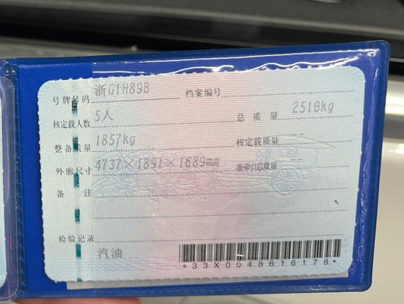 号牌号码 浙G1H89B 档案编号
核定载人数 5人 总质量 2510kg
整备质量 1857kg 核定载质量
外廓尺寸 4737×1891×1689mm 准牵引总质量
备注
检验记录
汽油
*33X0048616178*